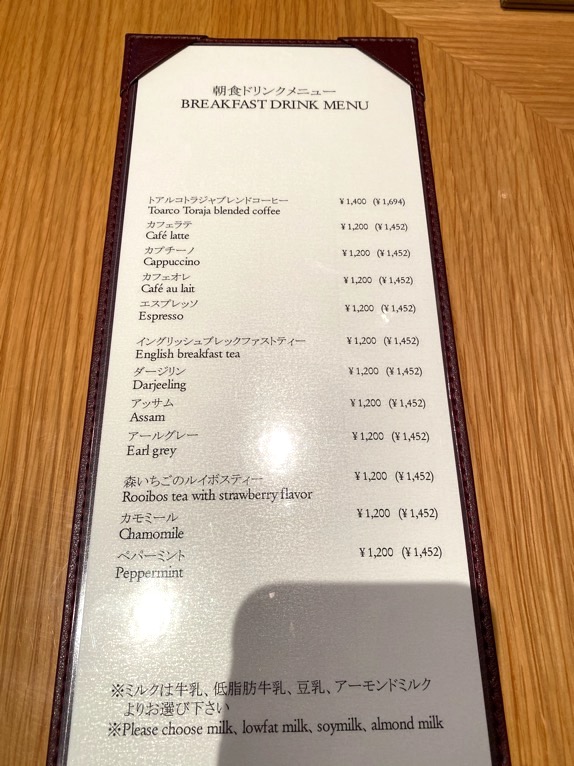 朝食ドリンクメニュー
BREAKFAST DRINK MENU
トアルコトラジャブレンドコーヒー ¥1,400 (¥1,694)
Toarco Toraja blended coffee
カフェラテ ¥1,200 (¥1,452)
Café latte
カプチーノ ¥1,200 (¥1,452)
Cappuccino
カフェオレ ¥1,200 (¥1,452)
Café au lait
エスプレッソ ¥1,200 (¥1,452)
Espresso
イングリッシュブレックファストティー ¥1,200 (¥1,452)
English breakfast tea
ダージリン ¥1,200 (¥1,452)
Darjeeling
アッサム ¥1,200 (¥1,452)
Assam
アールグレー ¥1,200 (¥1,452)
Earl grey
森いちごのルイボスティー ¥1,200 (¥1,452)
Rooibos tea with strawberry flavor
カモミール ¥1,200 (¥1,452)
Chamomile
ペパーミント ¥1,200 (¥1,452)
Peppermint
※ミルクは牛乳、低脂肪牛乳、豆乳、アーモンドミルク
よりお選び下さい
※Please choose milk, lowfat milk, soymilk, almond milk